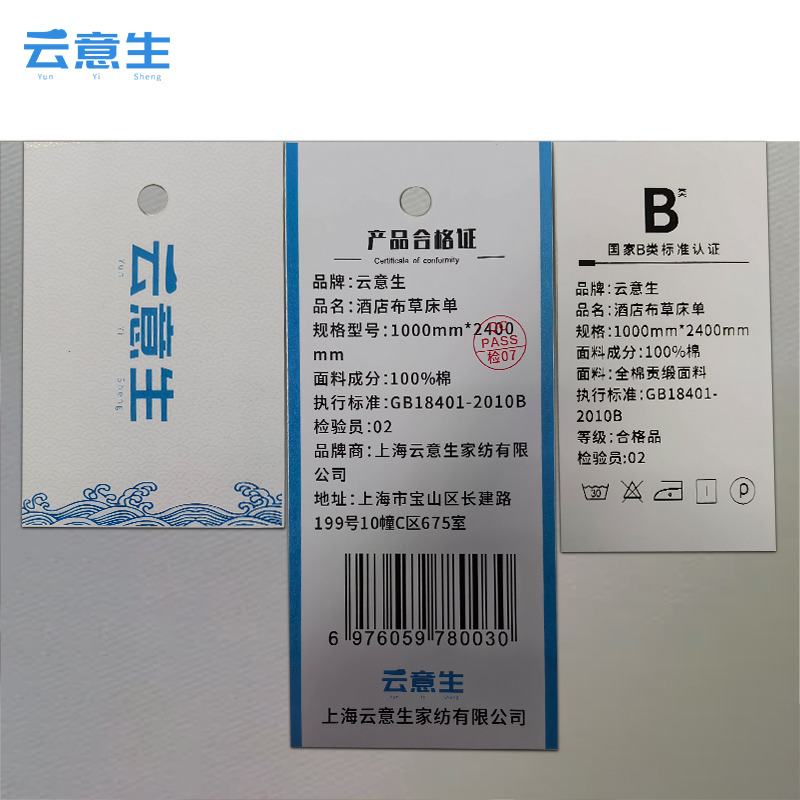 云意生
Yun Yi Sheng
云意生
Yun Yi Sheng
产品合格证
Certificate of conformity
品牌：云意生
品名：酒店布草床单
规格型号：1000mm*2400
mm
面料成分：100%棉
执行标准：GB18401-2010B
检验员：02
品牌商：上海云意生家纺有限
公司
地址：上海市宝山区长建路
199号10幢C区675室
QC
PASS
检07
6 976059 780030
云意生
Yun Yi Sheng
上海云意生家纺有限公司
B类
国家B类标准认证
品牌：云意生
品名：酒店布草床单
规格：1000mm*2400mm
面料成分：100%棉
面料：全棉贡缎面料
执行标准：GB18401-
2010B
等级：合格品
检验员：02
30
P